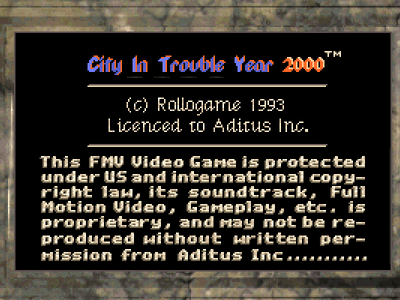 City In Trouble Year 2000™
(c) Rollogame 1993
Licenced to Aditus Inc.
This FMV Video Game is protected
under US and international copy-
right law, its soundtrack, Full
Motion Video, Gameplay, etc. is
proprietary, and may not be re-
produced without written per-
mission from Aditus Inc...........